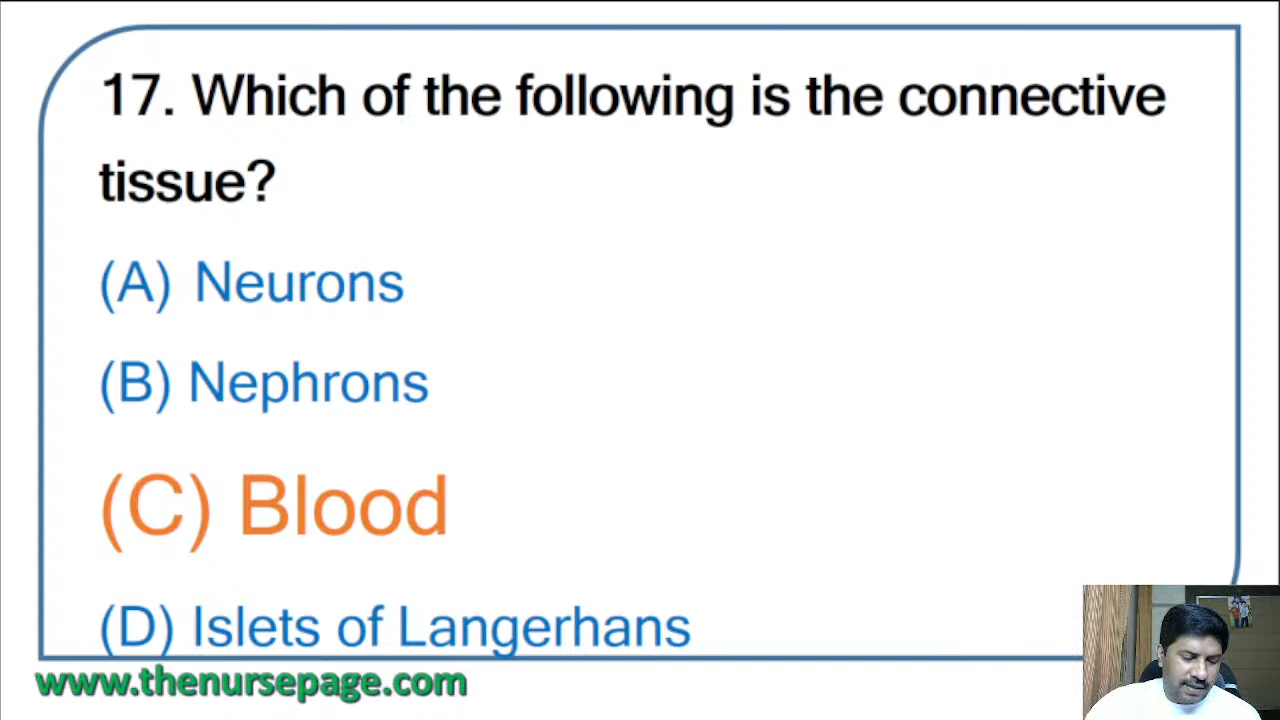 17. Which of the following is the connective
tissue?
(A) Neurons
(B) Nephrons
(C) Blood
(D) Islets of Langerhans
www.thenursepage.com